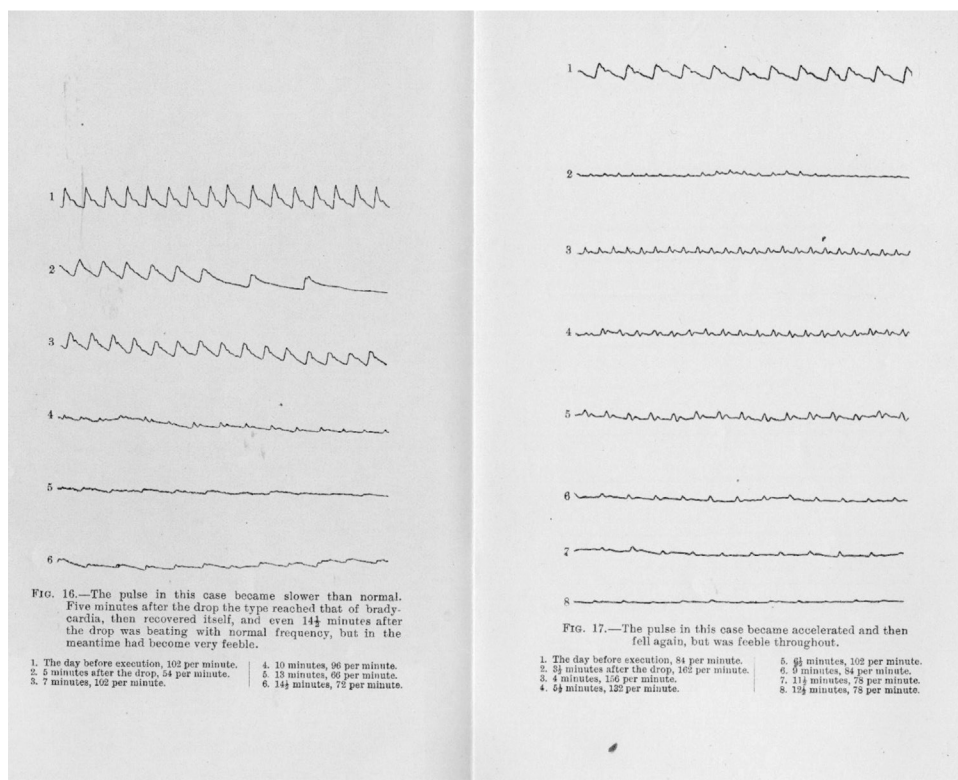 1
2
3
4
5
6
FIG. 16.—The pulse in this case became slower than normal.
Five minutes after the drop the type reached that of brady-
cardia, then recovered itself, and even 14½ minutes after
the drop was beating with normal frequency, but in the
meantime had become very feeble.
1. The day before execution, 102 per minute.
2. 5 minutes after the drop, 54 per minute.
3. 7 minutes, 102 per minute.
4. 10 minutes, 96 per minute.
5. 13 minutes, 66 per minute.
6. 14½ minutes, 72 per minute.
1
2
3
4
5
6
7
8
FIG. 17.—The pulse in this case became accelerated and then
fell again, but was feeble throughout.
1. The day before execution, 84 per minute.
2. 3½ minutes after the drop, 162 per minute.
3. 4 minutes, 156 per minute.
4. 5½ minutes, 132 per minute.
5. 6½ minutes, 102 per minute.
6. 9 minutes, 84 per minute.
7. 11½ minutes, 78 per minute.
8. 12½ minutes, 78 per minute.